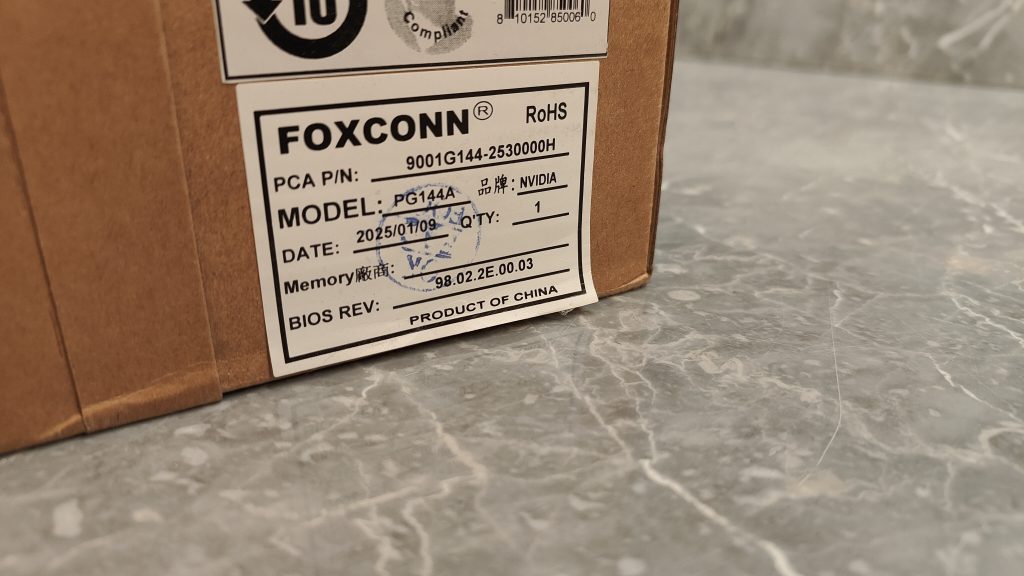 10
Compliant
8 10152 85006 0
FOXCONN® RoHS
PCA P/N: 9001G144-2530000H
MODEL: PG144A 品牌: NVIDIA
DATE: 2025/01/09 Q'TY: 1
Memory廠商:
BIOS REV: 98.02.2E.00.03
PRODUCT OF CHINA